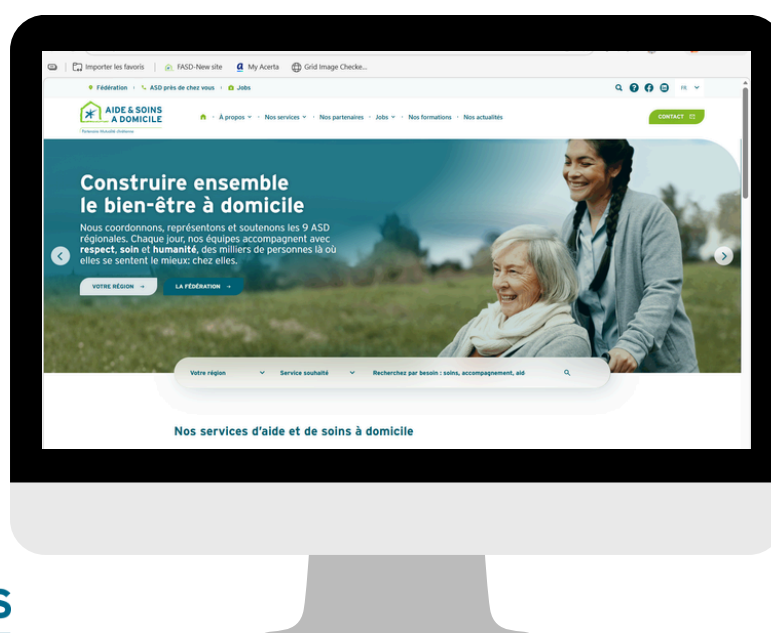 Importer les favoris FASD-New site My Acerta Grid Image Checke...
Fédération ASD près de chez vous Jobs FR
AIDE & SOINS
À DOMICILE
À propos Nos services Nos partenaires Jobs Nos formations Nos actualités CONTACT
Construire ensemble
le bien-être à domicile
Nous coordonnons, représentons et soutenons les 9 ASD
régionales. Chaque jour, nos équipes accompagnent avec
respect, soin et humanité, des milliers de personnes là où
elles se sentent le mieux: chez elles.
VOTRE RÉGION → LA FÉDÉRATION →
Votre région Service souhaité Recherchez par besoin : soins, accompagnement, aid
Nos services d'aide et de soins à domicile
S